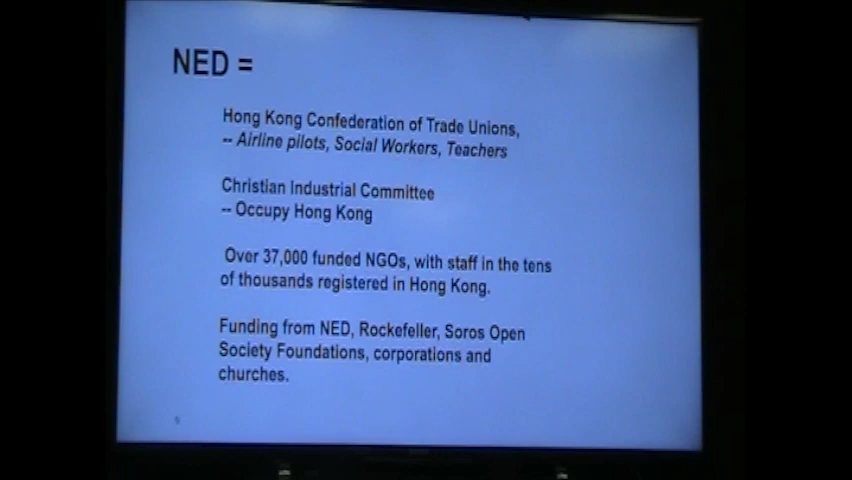 NED =
Hong Kong Confederation of Trade Unions,
-- Airline pilots, Social Workers, Teachers
Christian Industrial Committee
-- Occupy Hong Kong
Over 37,000 funded NGOs, with staff in the tens
of thousands registered in Hong Kong.
Funding from NED, Rockefeller, Soros Open
Society Foundations, corporations and
churches.